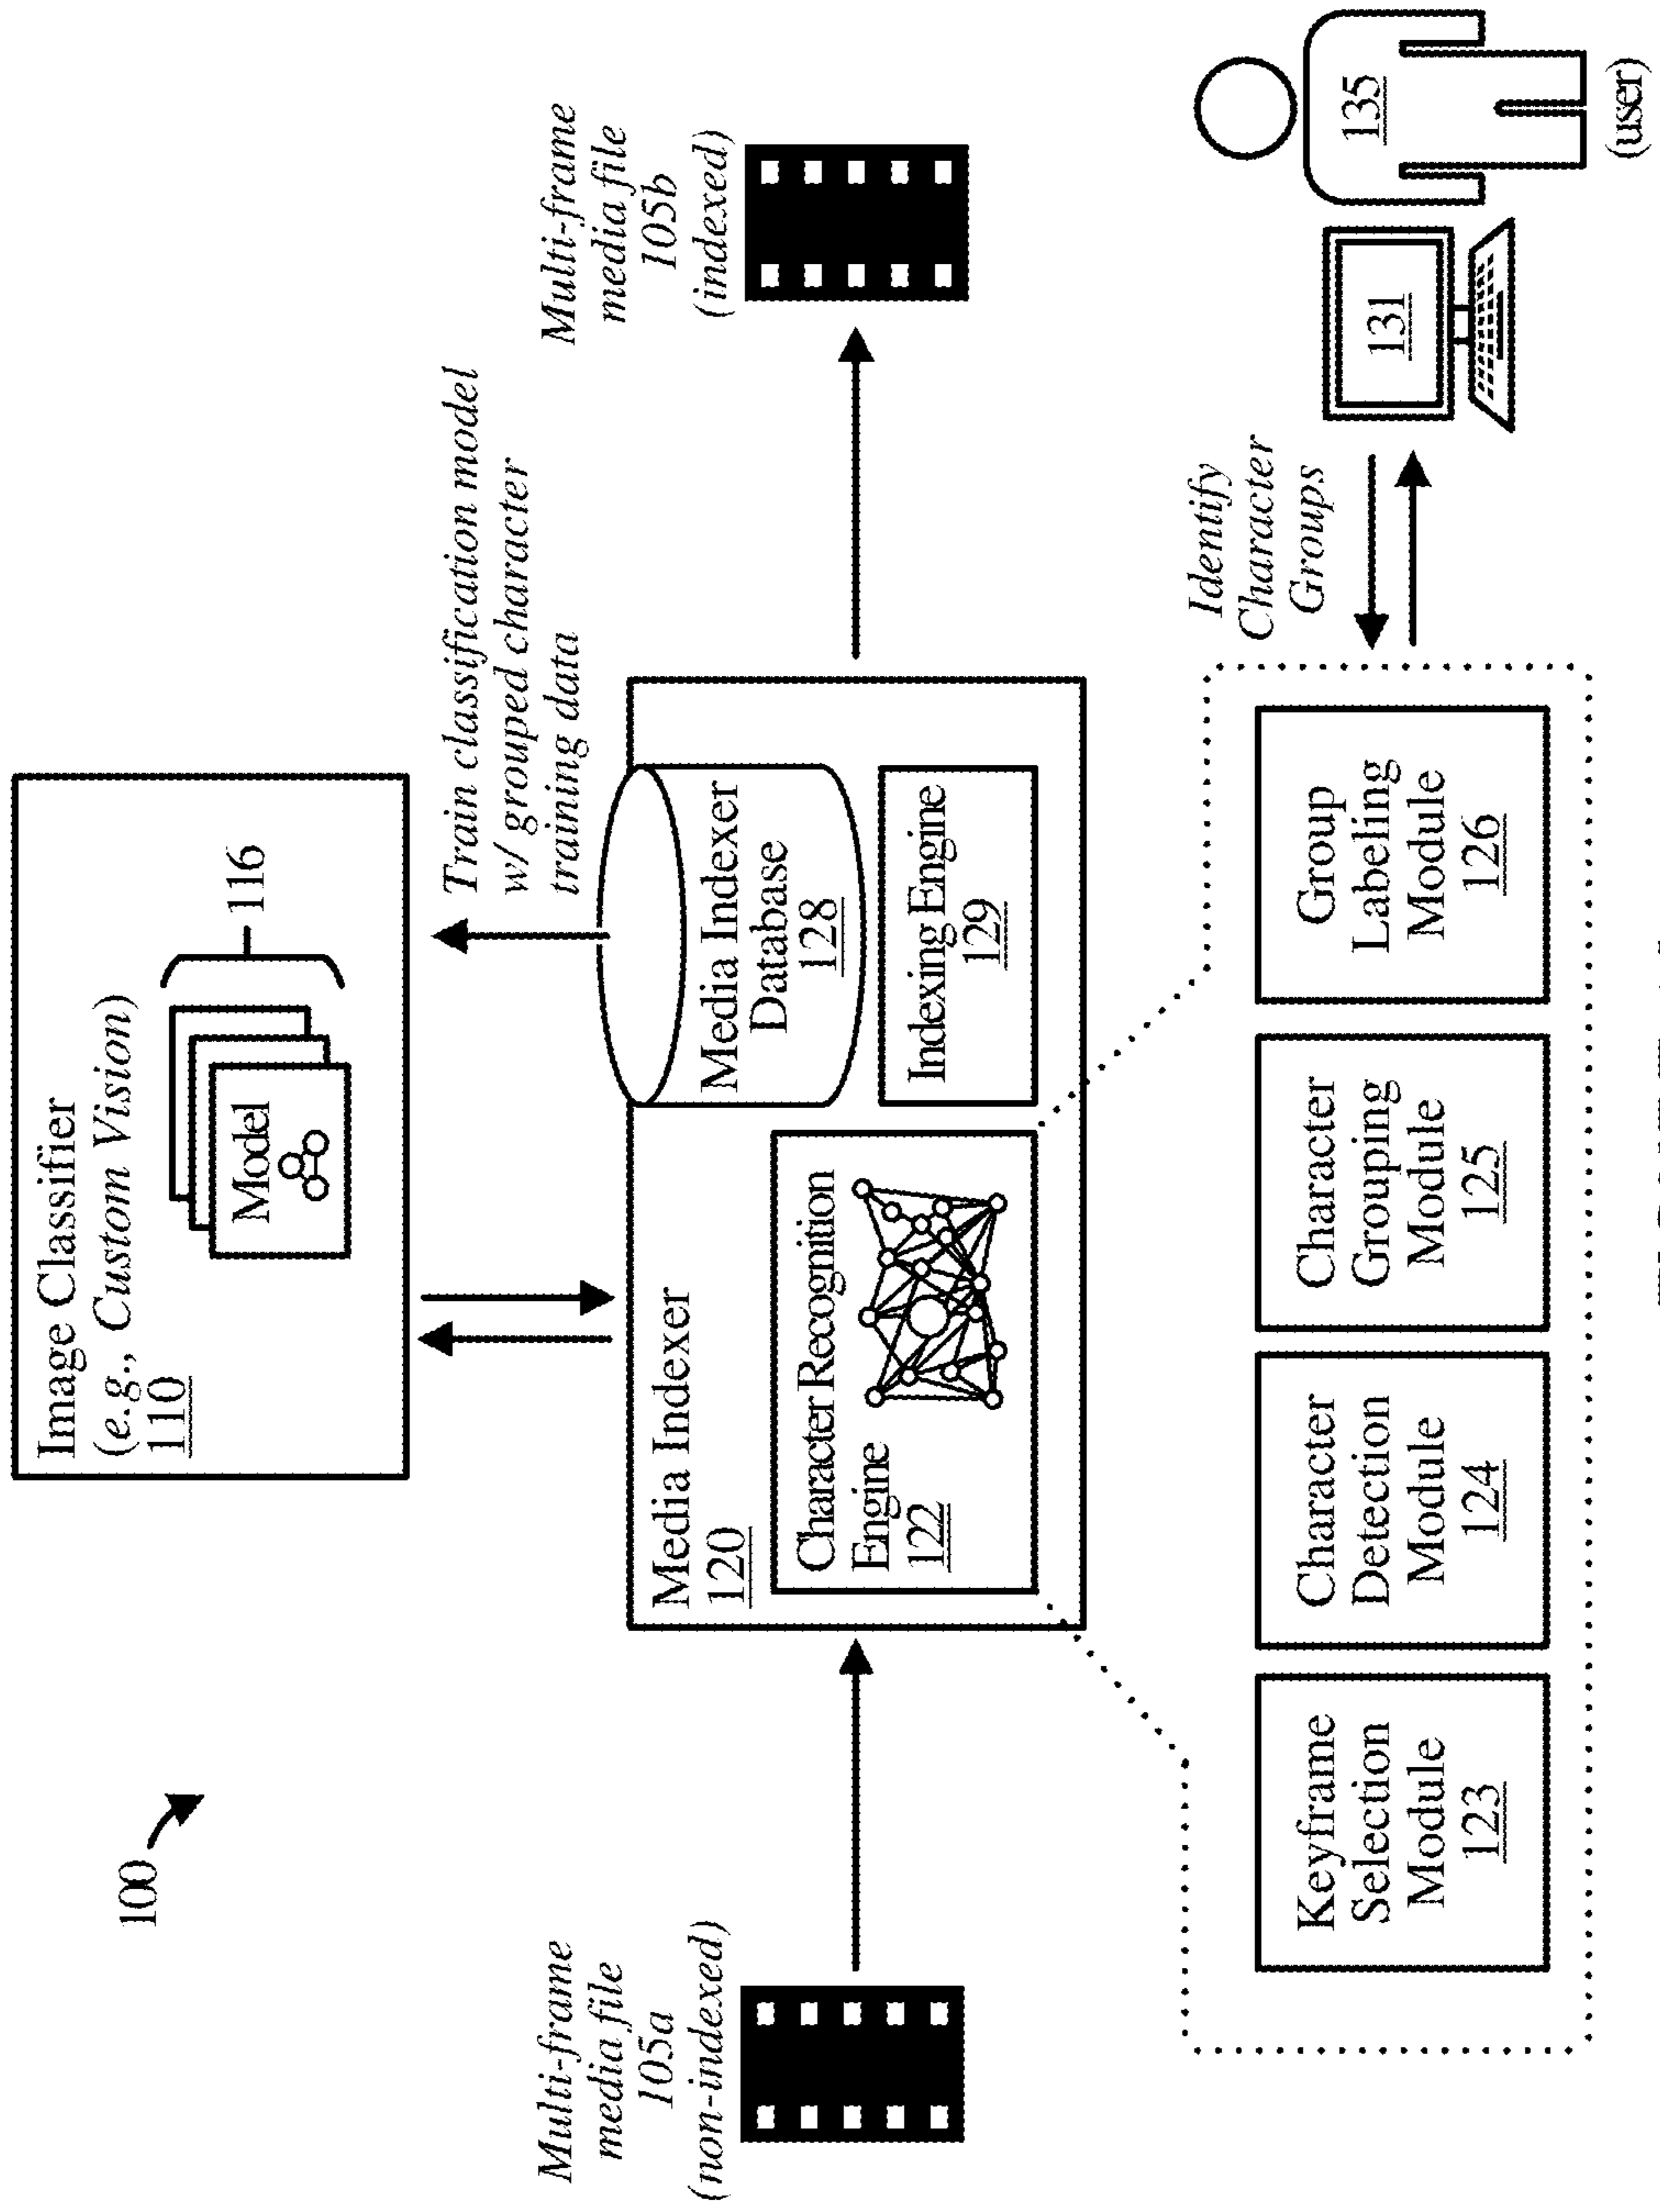 100
Image Classifier
(e.g., Custom Vision)
110
Model
116
Train classification model
w/ grouped character
training data
Multi-frame
media file
105a
(non-indexed)
Media Indexer
120
Character Recognition
Engine
122
Media Indexer
Database
128
Indexing Engine
129
Multi-frame
media file
105b
(indexed)
Keyframe
Selection
Module
123
Character
Detection
Module
124
Character
Grouping
Module
125
Group
Labeling
Module
126
Identify
Character
Groups
131
135
(user)